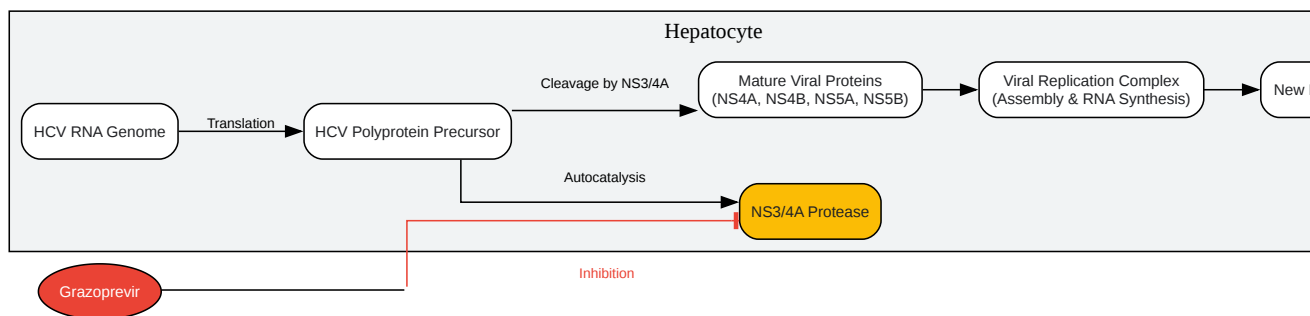 Hepatocyte
HCV RNA Genome
Translation
HCV Polyprotein Precursor
Cleavage by NS3/4A
Mature Viral Proteins
(NS4A, NS4B, NS5A, NS5B)
Viral Replication Complex
(Assembly & RNA Synthesis)
New
Autocatalysis
NS3/4A Protease
Grazoprevir
Inhibition